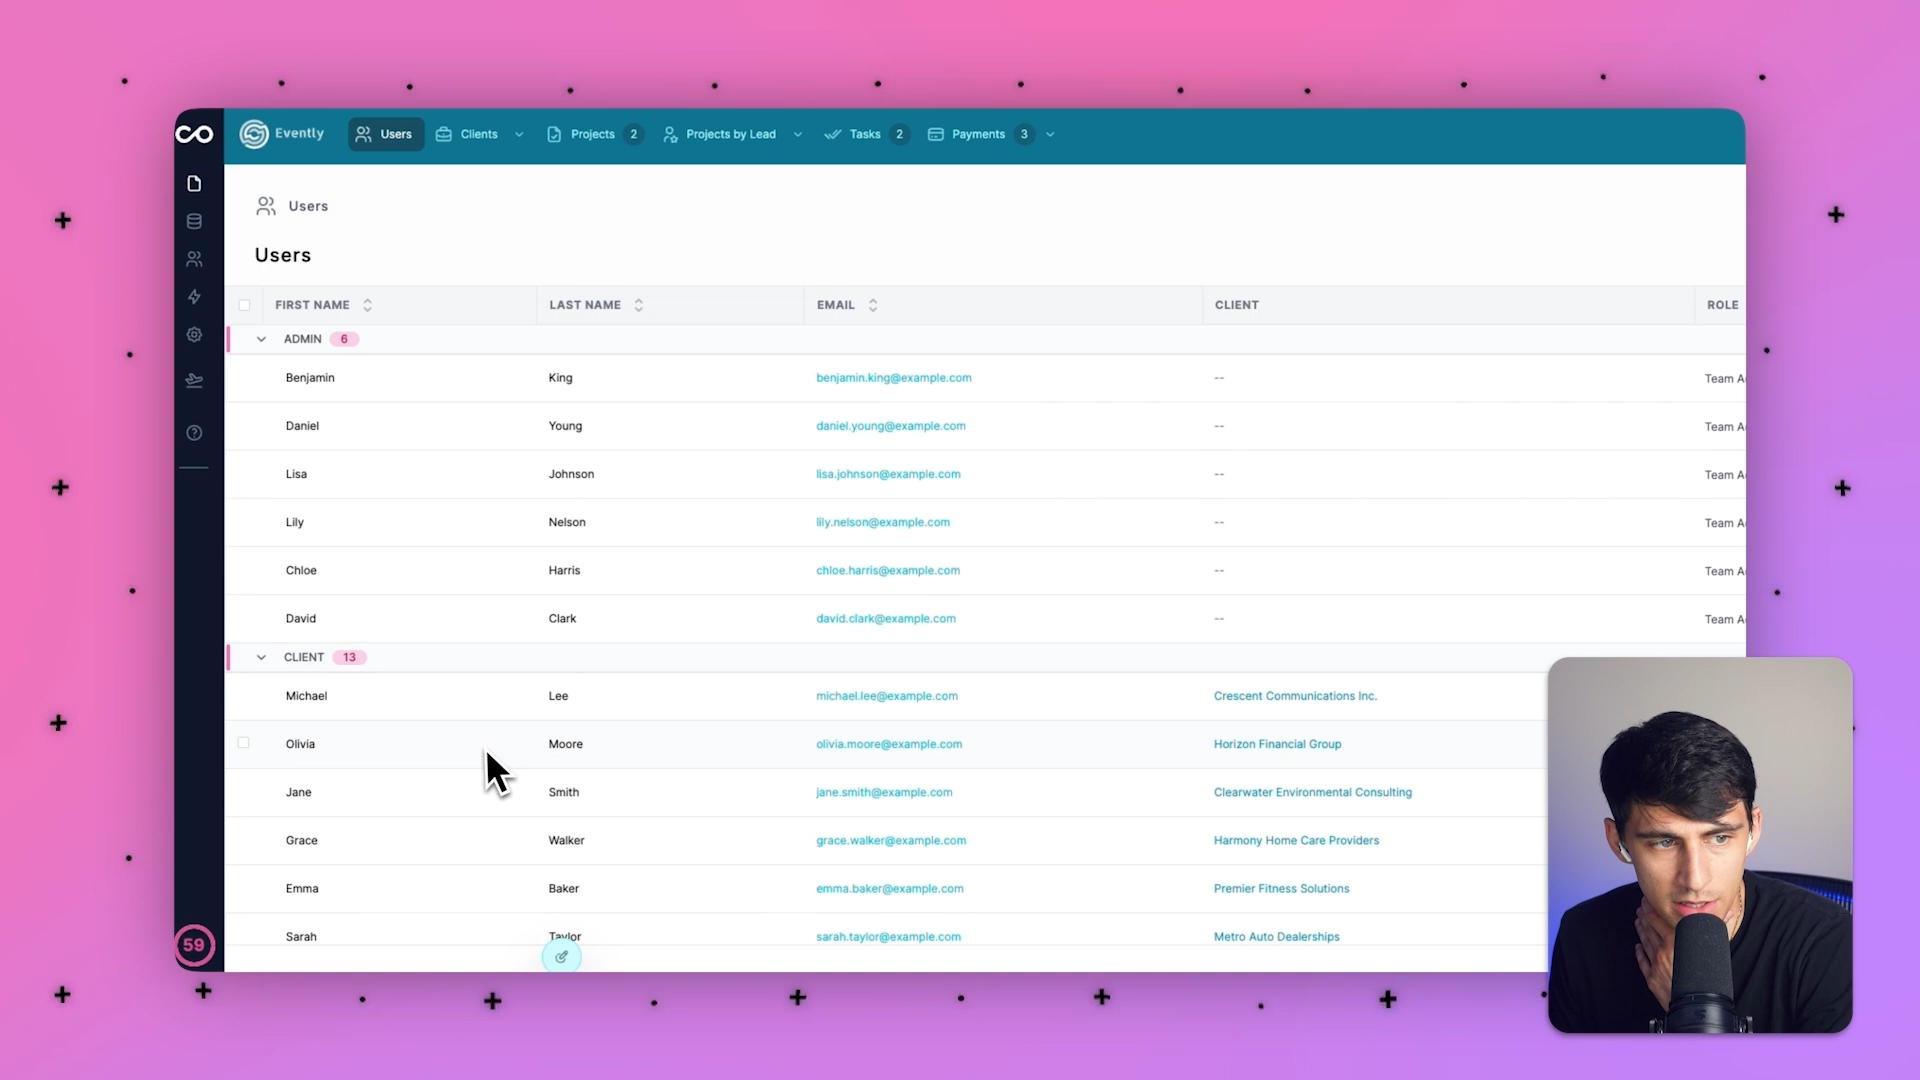 Evently Users Clients Projects 2 Projects by Lead Tasks 2 Payments 3
Users
Users
FIRST NAME LAST NAME EMAIL CLIENT ROLE
ADMIN 6
Benjamin King benjamin.king@example.com -- Team A
Daniel Young daniel.young@example.com -- Team A
Lisa Johnson lisa.johnson@example.com -- Team A
Lily Nelson lily.nelson@example.com -- Team A
Chloe Harris chloe.harris@example.com -- Team A
David Clark david.clark@example.com -- Team A
CLIENT 13
Michael Lee michael.lee@example.com Crescent Communications Inc.
Olivia Moore olivia.moore@example.com Horizon Financial Group
Jane Smith jane.smith@example.com Clearwater Environmental Consulting
Grace Walker grace.walker@example.com Harmony Home Care Providers
Emma Baker emma.baker@example.com Premier Fitness Solutions
Sarah Taylor sarah.taylor@example.com Metro Auto Dealerships
59